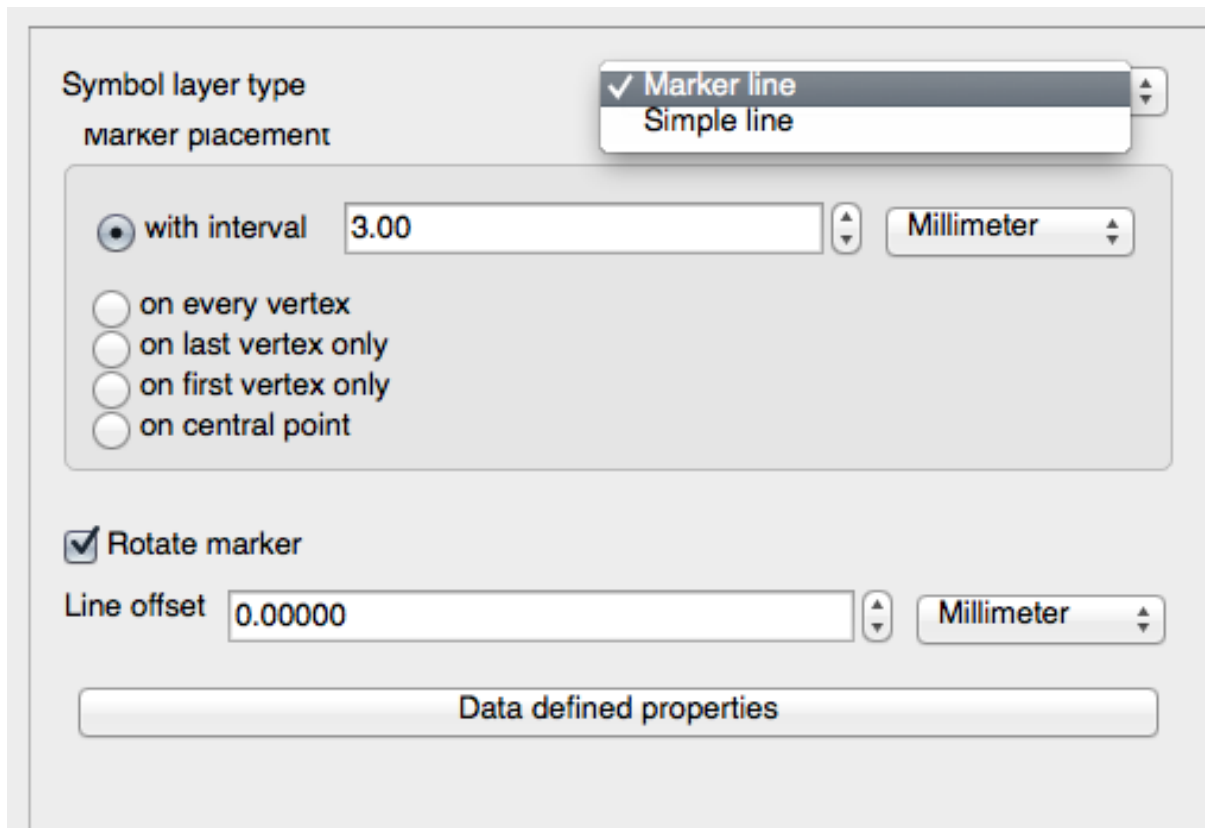 Symbol layer type
Marker line
Simple line
Marker placement
with interval 3.00 Millimeter
on every vertex
on last vertex only
on first vertex only
on central point
Rotate marker
Line offset 0.00000 Millimeter
Data defined properties